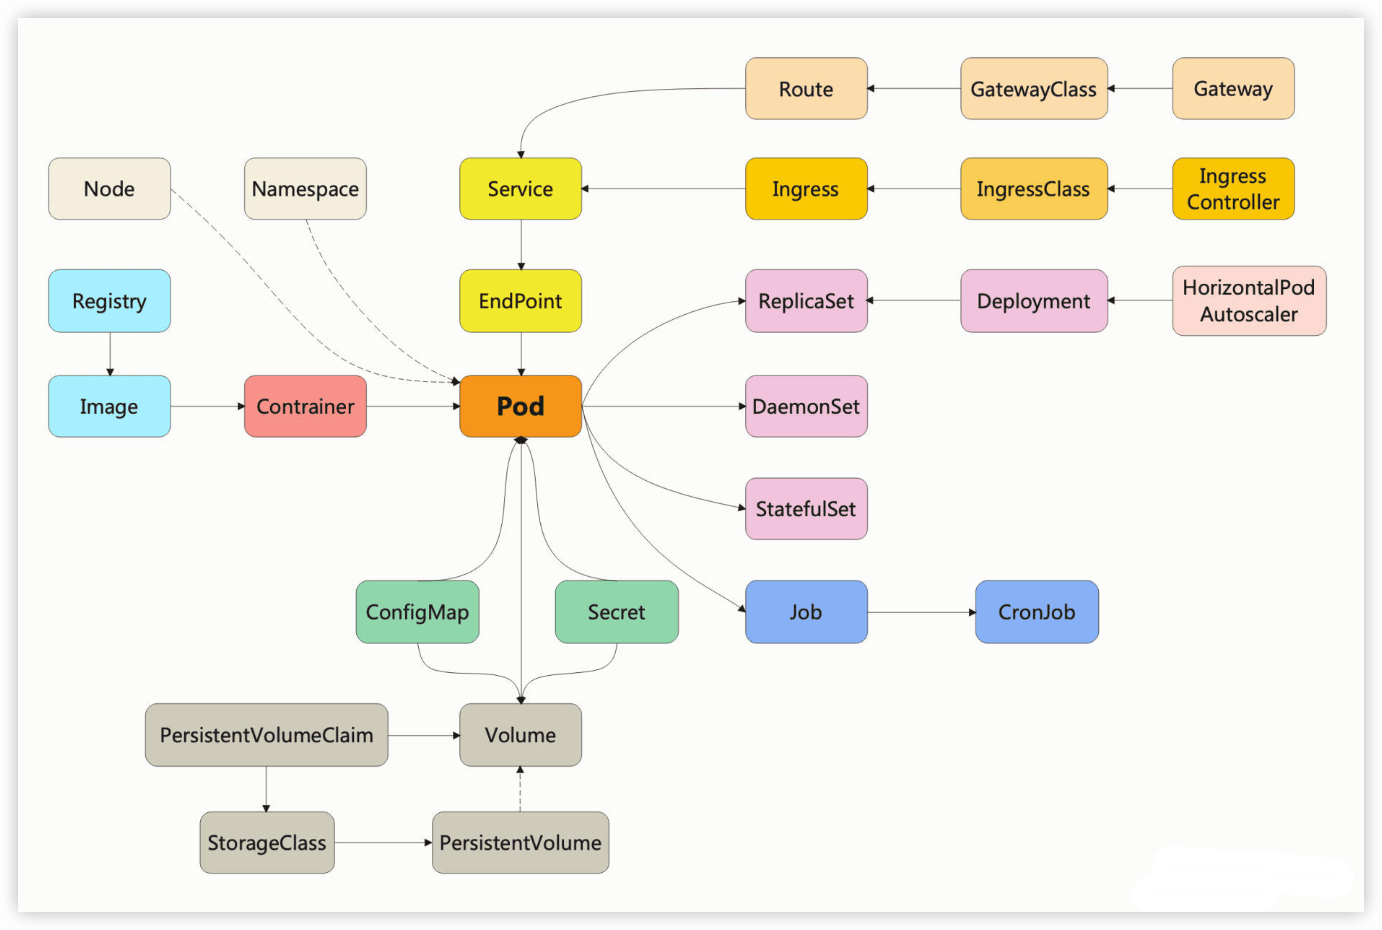 Route
GatewayClass
Gateway
Node
Namespace
Service
Ingress
IngressClass
Ingress
Controller
Registry
EndPoint
ReplicaSet
Deployment
HorizontalPod
Autoscaler
Image
Contrainer
Pod
DaemonSet
StatefulSet
ConfigMap
Secret
Job
CronJob
PersistentVolumeClaim
Volume
StorageClass
PersistentVolume